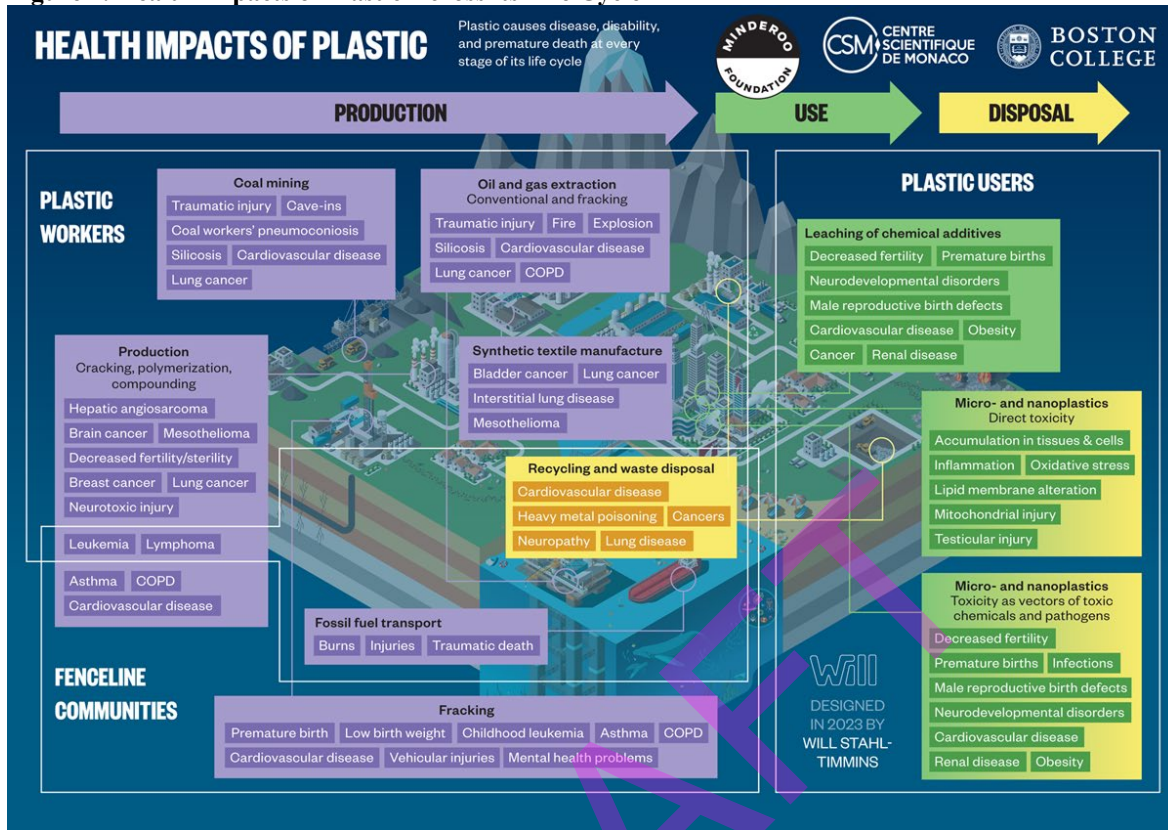 HEALTH IMPACTS OF PLASTIC
Plastic causes disease, disability,
and premature death at every
stage of its life cycle
MINDEROO
FOUNDATION
CSM
CENTRE
SCIENTIFIQUE
DE MONACO
BOSTON
COLLEGE
PRODUCTION
USE
DISPOSAL
PLASTIC
WORKERS
Coal mining
Traumatic injury Cave-ins
Coal workers' pneumoconiosis
Silicosis Cardiovascular disease
Lung cancer
Oil and gas extraction
Conventional and fracking
Traumatic injury Fire Explosion
Silicosis Cardiovascular disease
Lung cancer COPD
Production
Cracking, polymerization,
compounding
Hepatic angiosarcoma
Brain cancer Mesothelioma
Decreased fertility/sterility
Breast cancer Lung cancer
Neurotoxic injury
Leukemia Lymphoma
Asthma COPD
Cardiovascular disease
Synthetic textile manufacture
Bladder cancer Lung cancer
Interstitial lung disease
Mesothelioma
Recycling and waste disposal
Cardiovascular disease
Heavy metal poisoning Cancers
Neuropathy Lung disease
Fossil fuel transport
Burns Injuries Traumatic death
FENCELINE
COMMUNITIES
Fracking
Premature birth Low birth weight Childhood leukemia Asthma COPD
Cardiovascular disease Vehicular injuries Mental health problems
PLASTIC USERS
Leaching of chemical additives
Decreased fertility Premature births
Neurodevelopmental disorders
Male reproductive birth defects
Cardiovascular disease Obesity
Cancer Renal disease
Micro- and nanoplastics
Direct toxicity
Accumulation in tissues & cells
Inflammation Oxidative stress
Lipid membrane alteration
Mitochondrial injury
Testicular injury
Micro- and nanoplastics
Toxicity as vectors of toxic
chemicals and pathogens
Decreased fertility
Premature births Infections
Male reproductive birth defects
Neurodevelopmental disorders
Cardiovascular disease
Renal disease Obesity
Will
DESIGNED
IN 2023 BY
WILL STAHL-
TIMMINS